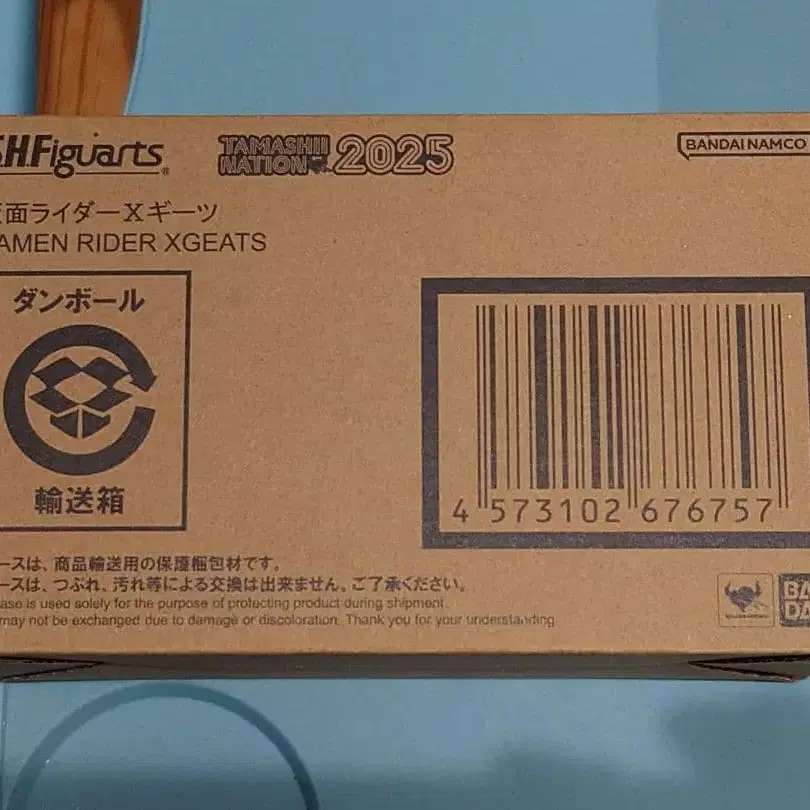 S.H.Figuarts®
TAMASHII NATION 2025
BANDAI NAMCO
面ライダーXギーツ
AMEN RIDER XGEATS
ダンボール
輸送箱
4 573102 676757
ースは、商品輸送用の保護梱包材です。
ースは、つぶれ、汚れ等による交換は出来ません。ご了承ください。
ase is used solely for the purpose of protecting product during shipment.
may not be exchanged due to damage or discoloration. Thank you for your understanding.
BA
DA